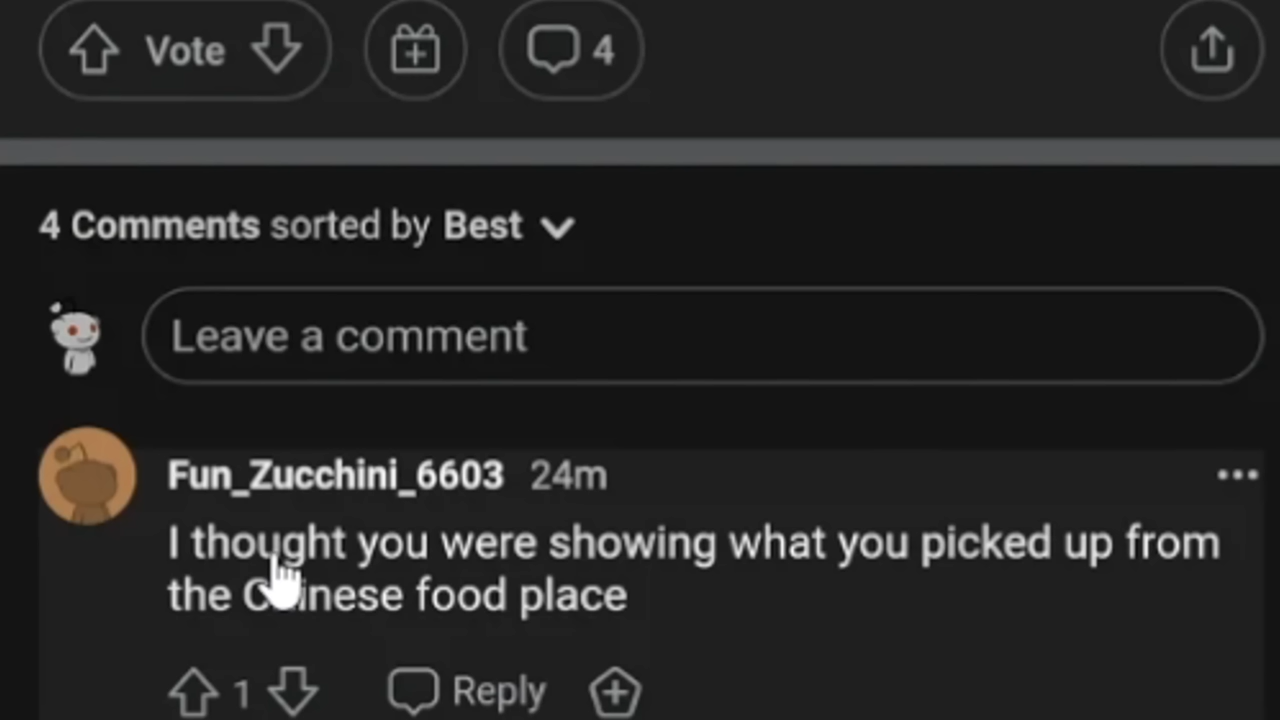 Vote 4
4 Comments sorted by Best
Leave a comment
Fun_Zucchini_6603 24m
I thought you were showing what you picked up from
the Chinese food place
1 Reply